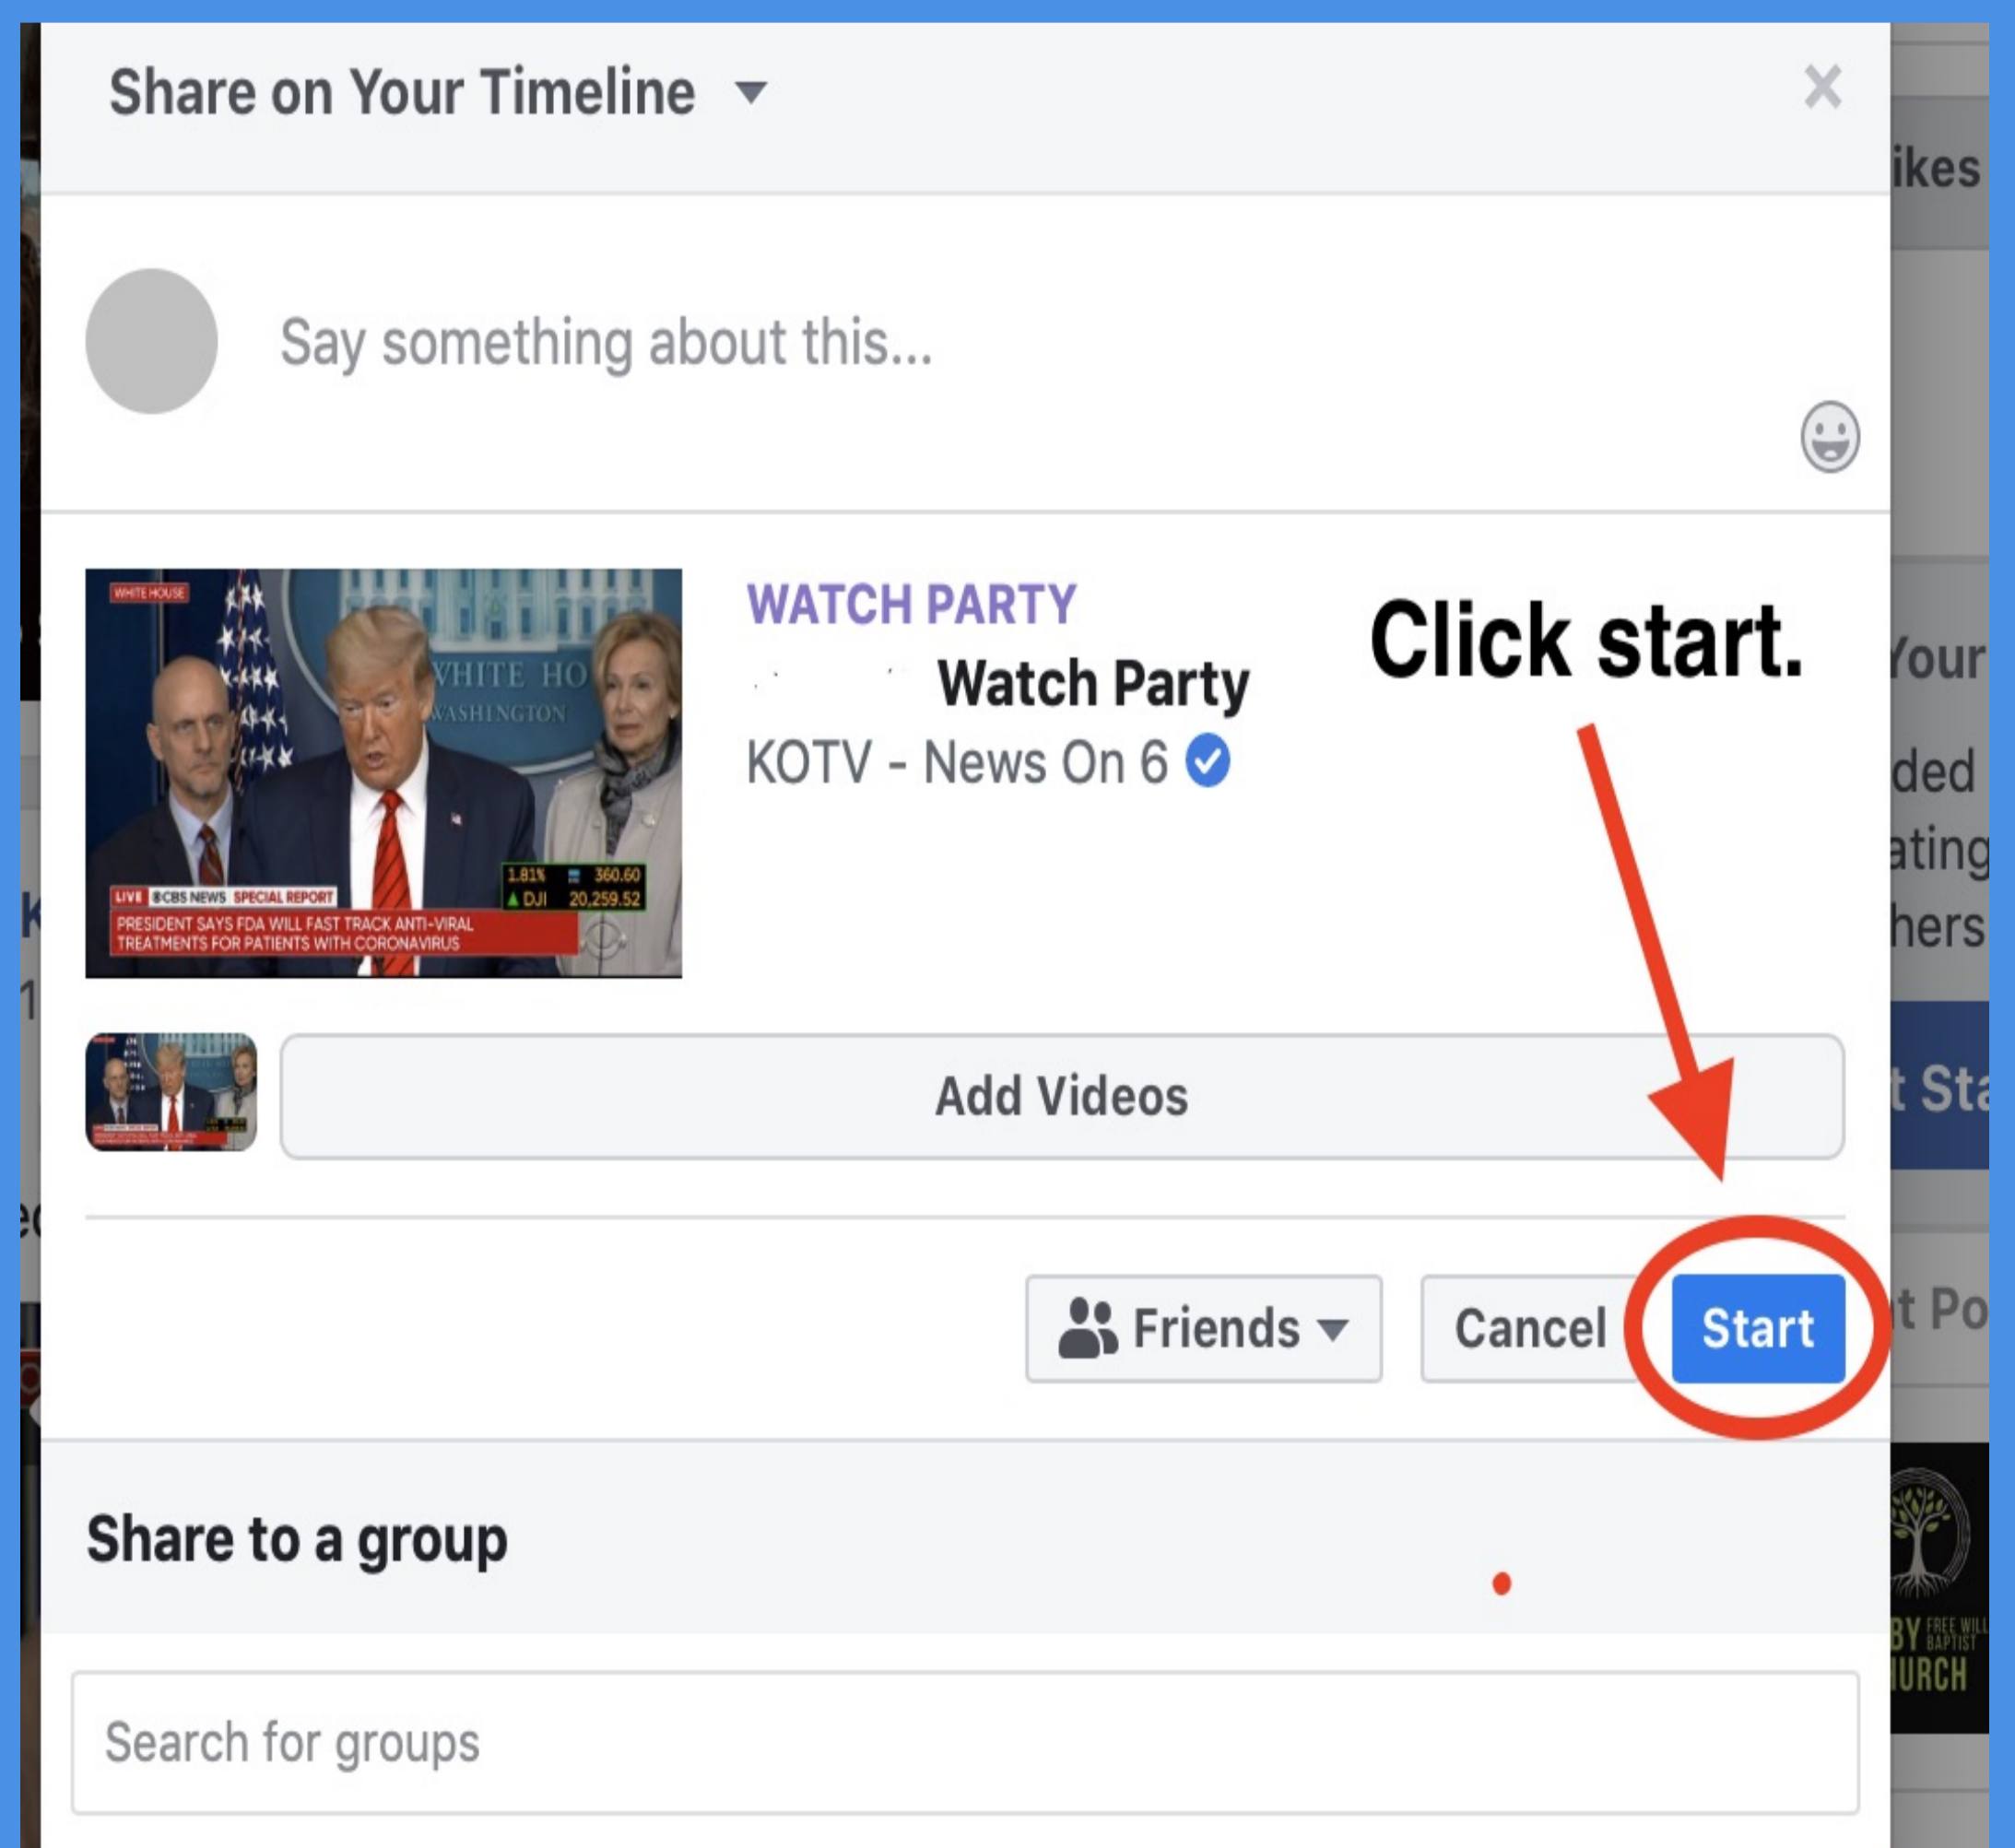 Share on Your Timeline
ikes
Say something about this...
WHITE HOUSE
WHITE HO
WASHINGTON
1.81% 360.60
DJI 20,259.52
LIVE CBS NEWS SPECIAL REPORT
PRESIDENT SAYS FDA WILL FAST TRACK ANTI-VIRAL
TREATMENTS FOR PATIENTS WITH CORONAVIRUS
WATCH PARTY
Watch Party
KOTV - News On 6
Click start.
Your
ded
ating
hers
Add Videos
t Sta
Friends
Cancel
Start
t Po
Share to a group
BY FREE WILL
BAPTIST
HURCH
Search for groups